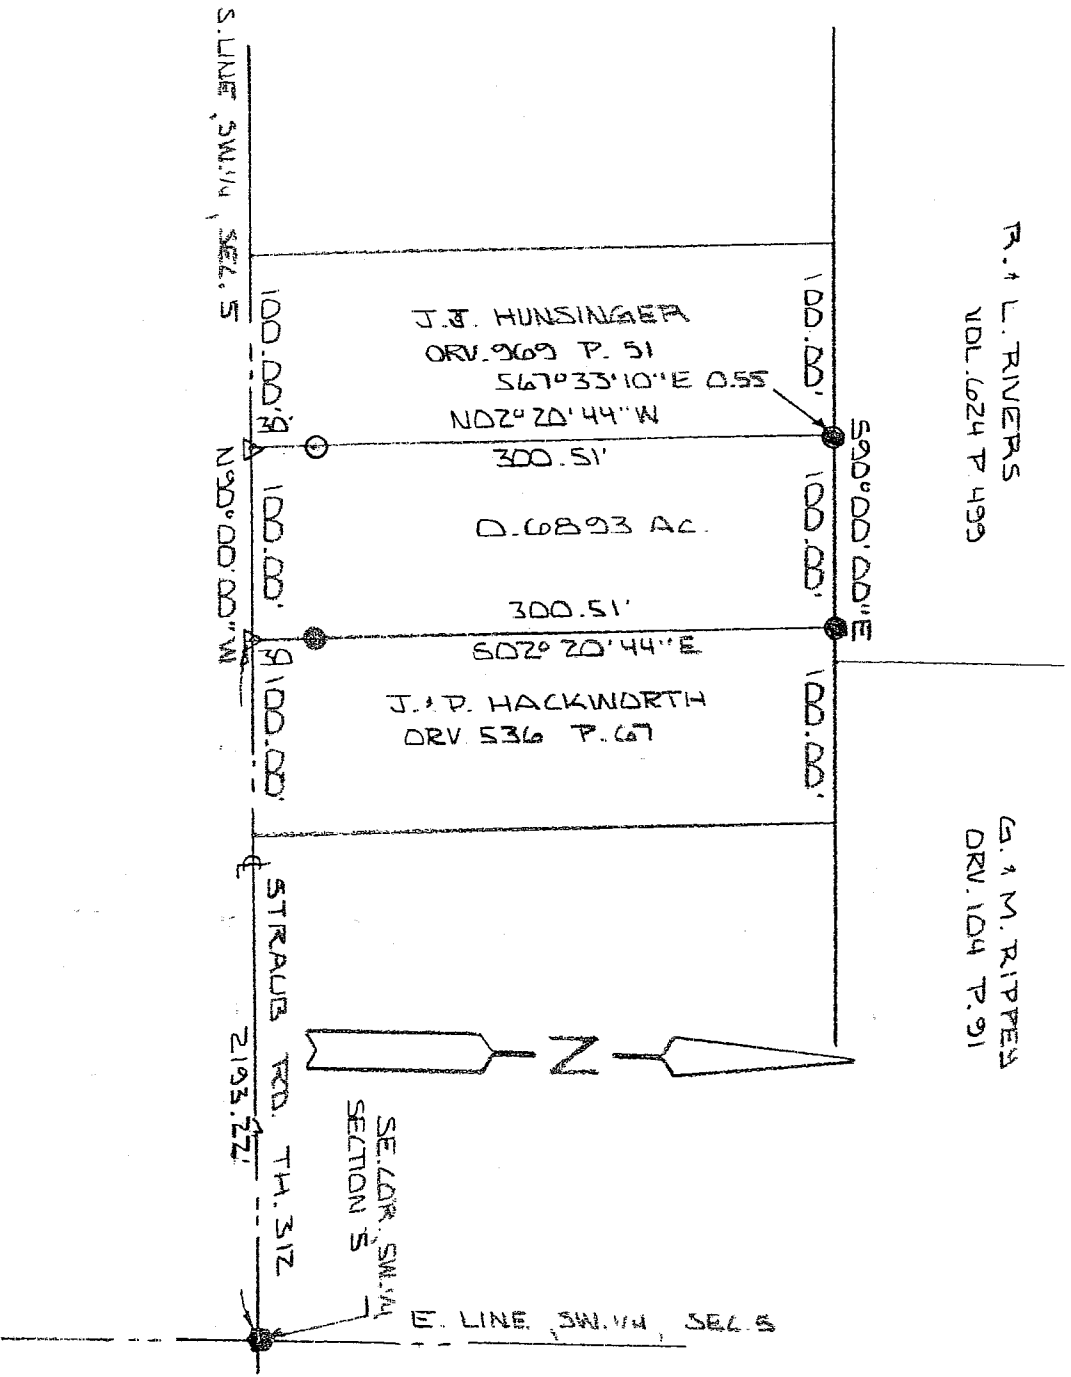 S. LINE, SW.1/4, SEC. 5
R. & L. RIVERS
VOL. 624 P 499
100.00'
100.00'
J.J. HUNSINGER
ORV. 969 P. 51
S67°33'10"E 0.55
N02°20'44"W
300.51'
30'
S90°00'00"E
N90°00'00"W
100.00'
0.6893 AC.
100.00'
300.51'
S02°20'44"E
30'
J. & P. HACKWORTH
ORV. 536 P. 67
100.00'
100.00'
G. & M. RIPPEY
ORV. 104 P. 91
STRAUB RD. TH. 312
2193.22'
N
SE. COR. SW.1/4
SECTION 5
E. LINE, SW.1/4, SEC. 5